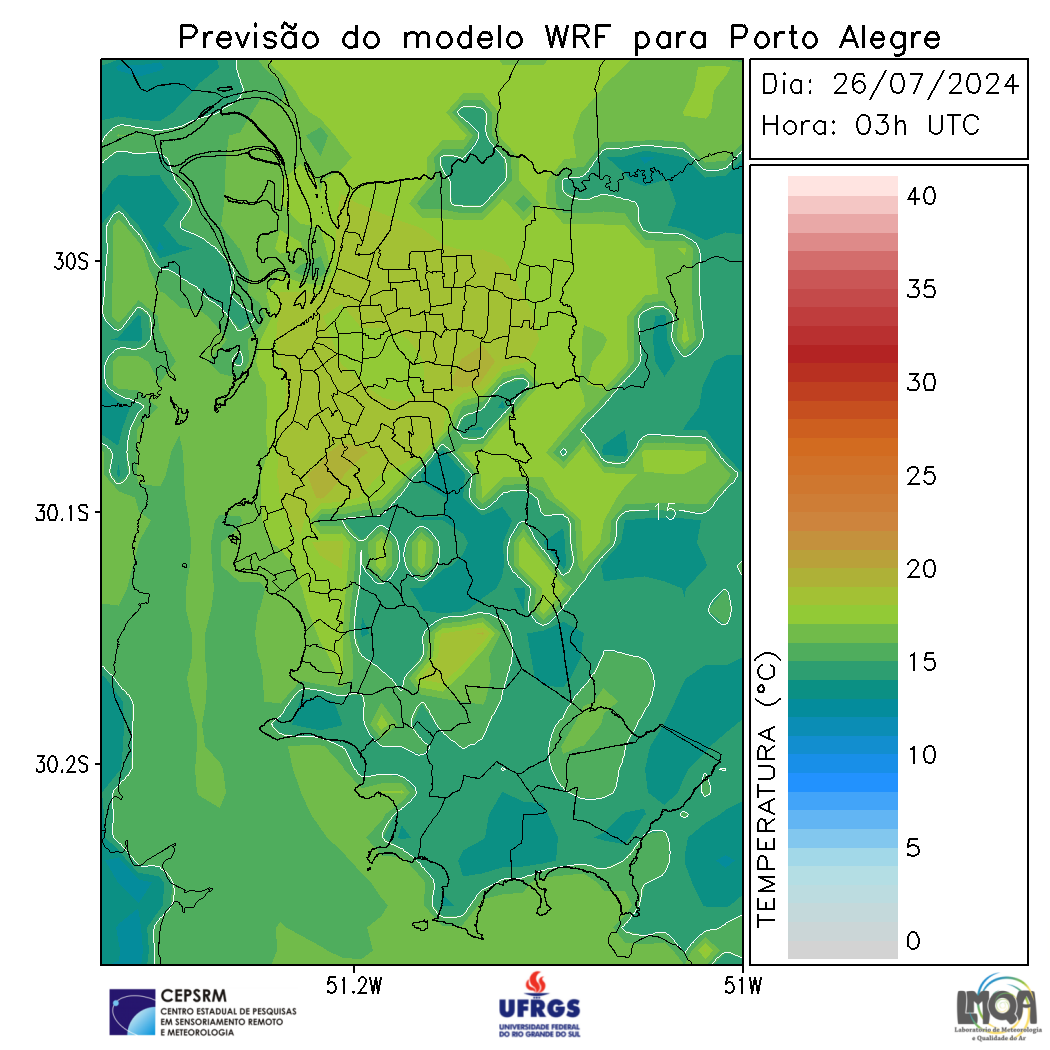 Previsão do modelo WRF para Porto Alegre
Dia: 26/07/2024
Hora: 03h UTC
30S
30.1S
30.2S
51.2W
51W
15
40
35
30
25
20
15
10
5
0
TEMPERATURA (°C)
CEPSRM
CENTRO ESTADUAL DE PESQUISAS
EM SENSORIAMENTO REMOTO
E METEOROLOGIA
UFRGS
UNIVERSIDADE FEDERAL
DO RIO GRANDE DO SUL
LMQA
Laboratório de Meteorologia
e Qualidade do Ar